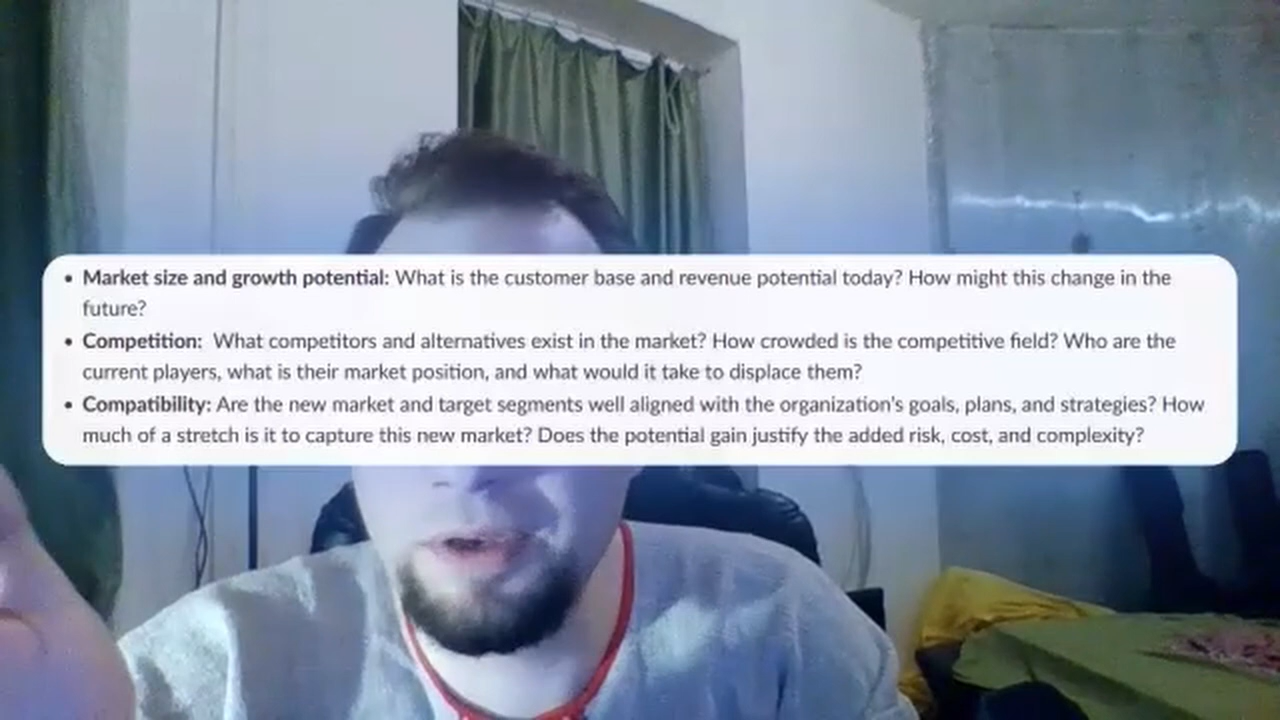 • Market size and growth potential: What is the customer base and revenue potential today? How might this change in the
future?
• Competition:  What competitors and alternatives exist in the market? How crowded is the competitive field? Who are the
current players, what is their market position, and what would it take to displace them?
• Compatibility: Are the new market and target segments well aligned with the organization's goals, plans, and strategies? How
much of a stretch is it to capture this new market? Does the potential gain justify the added risk, cost, and complexity?